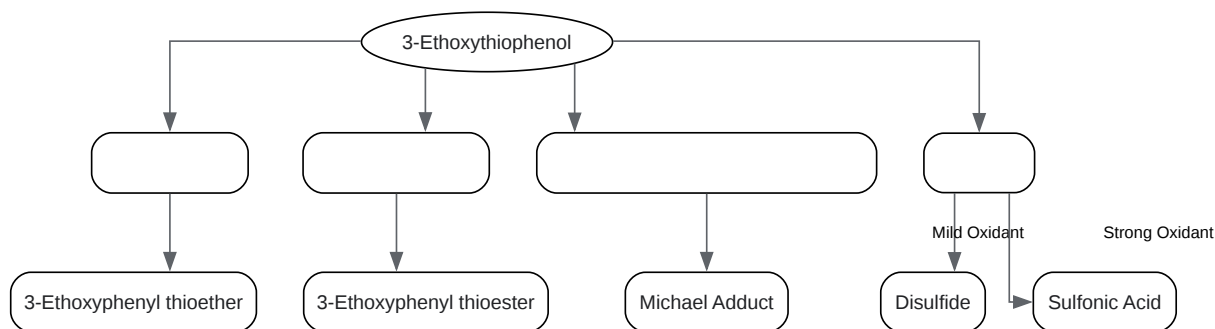 3-Ethoxythiophenol
Mild Oxidant
Strong Oxidant
3-Ethoxyphenyl thioether
3-Ethoxyphenyl thioester
Michael Adduct
Disulfide
Sulfonic Acid